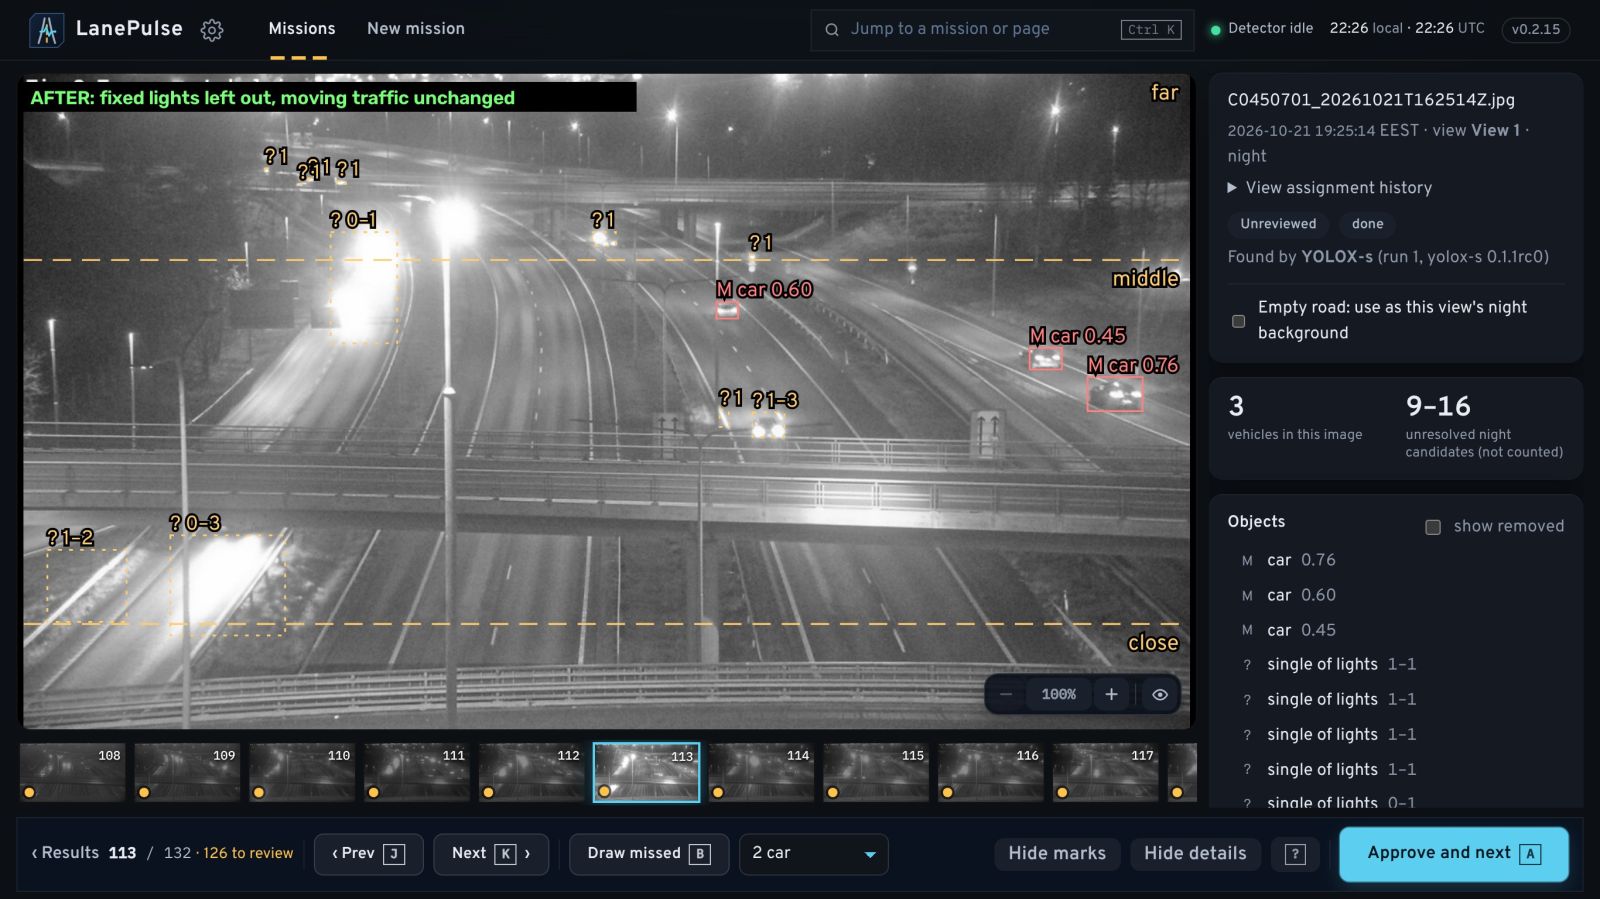 LanePulse
Missions
New mission
Jump to a mission or page
Ctrl K
Detector idle
22:26 local · 22:26 UTC
v0.2.15
AFTER: fixed lights left out, moving traffic unchanged
far
? 1
? 1
? 1
? 0–1
? 1
? 1
middle
M car 0.60
M car 0.45
M car 0.76
? 1
? 1–3
? 1–2
? 0–3
close
100%
C0450701_20261021T162514Z.jpg
2026-10-21 19:25:14 EEST · view View 1 ·
night
View assignment history
Unreviewed
done
Found by YOLOX-s (run 1, yolox-s 0.1.1rc0)
Empty road: use as this view's night
background
3
vehicles in this image
9–16
unresolved night
candidates (not counted)
Objects
show removed
M car 0.76
M car 0.60
M car 0.45
? single of lights 1–1
? single of lights 1–1
? single of lights 1–1
? single of lights 1–1
? single of lights 0–1
108
109
110
111
112
113
114
115
116
117
‹ Results 113 / 132 · 126 to review
‹ Prev J
Next K ›
Draw missed B
2 car
Hide marks
Hide details
?
Approve and next A